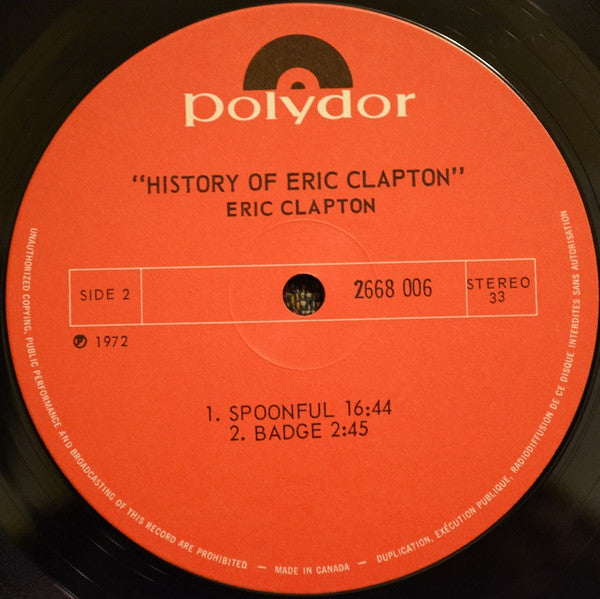 polydor
"HISTORY OF ERIC CLAPTON"
ERIC CLAPTON
SIDE 2
2668 006
STEREO
33
℗ 1972
1. SPOONFUL 16:44
2. BADGE 2:45
UNAUTHORIZED COPYING, PUBLIC PERFORMANCE AND BROADCASTING OF THIS RECORD ARE PROHIBITED — MADE IN CANADA — DUPLICATION, EXÉCUTION PUBLIQUE, RADIODIFFUSION DE CE DISQUE INTERDITES SANS AUTORISATION